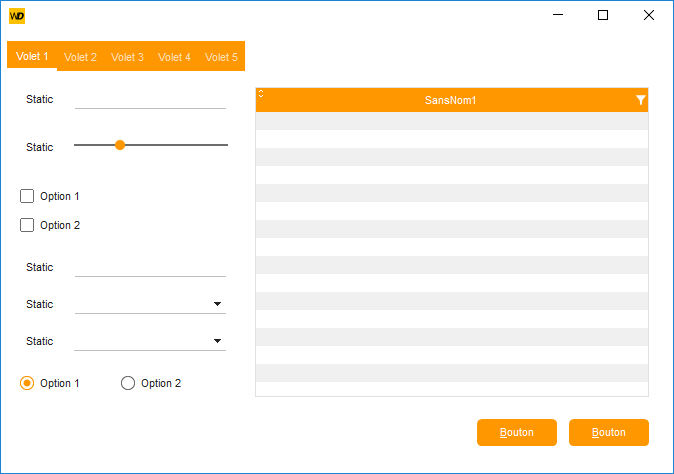 WD
Volet 1 Volet 2 Volet 3 Volet 4 Volet 5
Static
SansNom1
Static
Option 1
Option 2
Static
Static
Static
Option 1 Option 2
Bouton Bouton